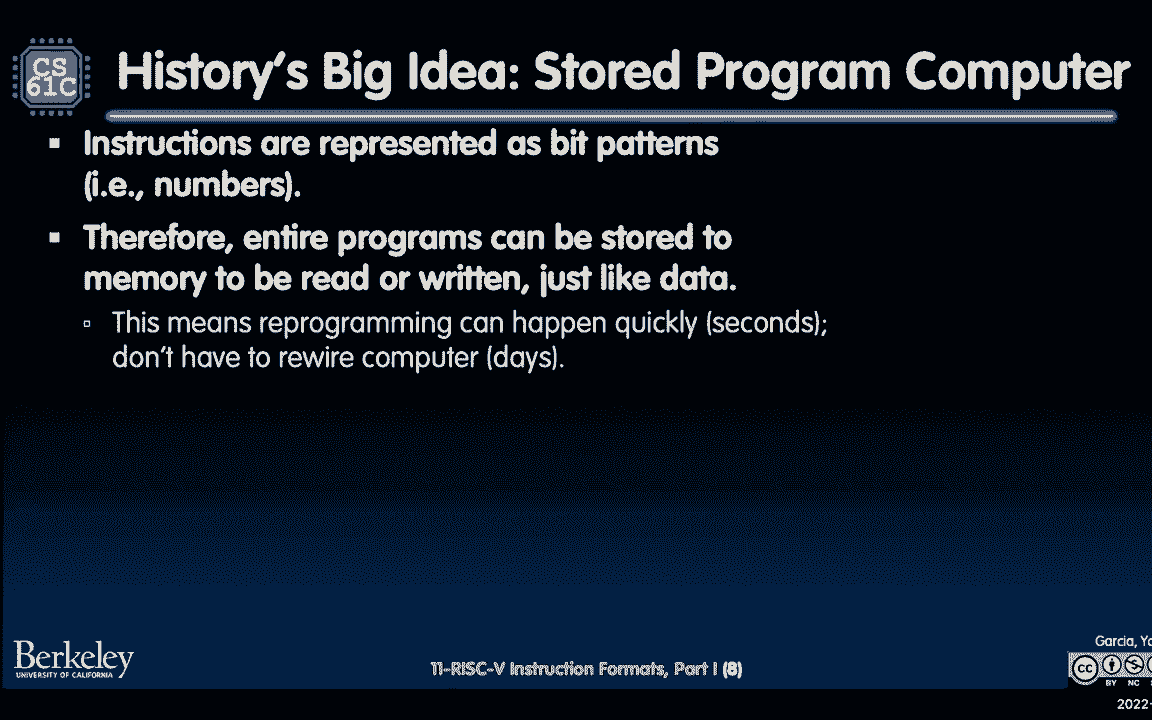 CS
61C
History's Big Idea: Stored Program Computer
▪ Instructions are represented as bit patterns
(i.e., numbers).
▪ Therefore, entire programs can be stored to
memory to be read or written, just like data.
▫ This means reprogramming can happen quickly (seconds);
don't have to rewire computer (days).
Berkeley
UNIVERSITY OF CALIFORNIA
11-RISC-V Instruction Formats, Part I (8)
Garcia,
cc
BY NC
2022-